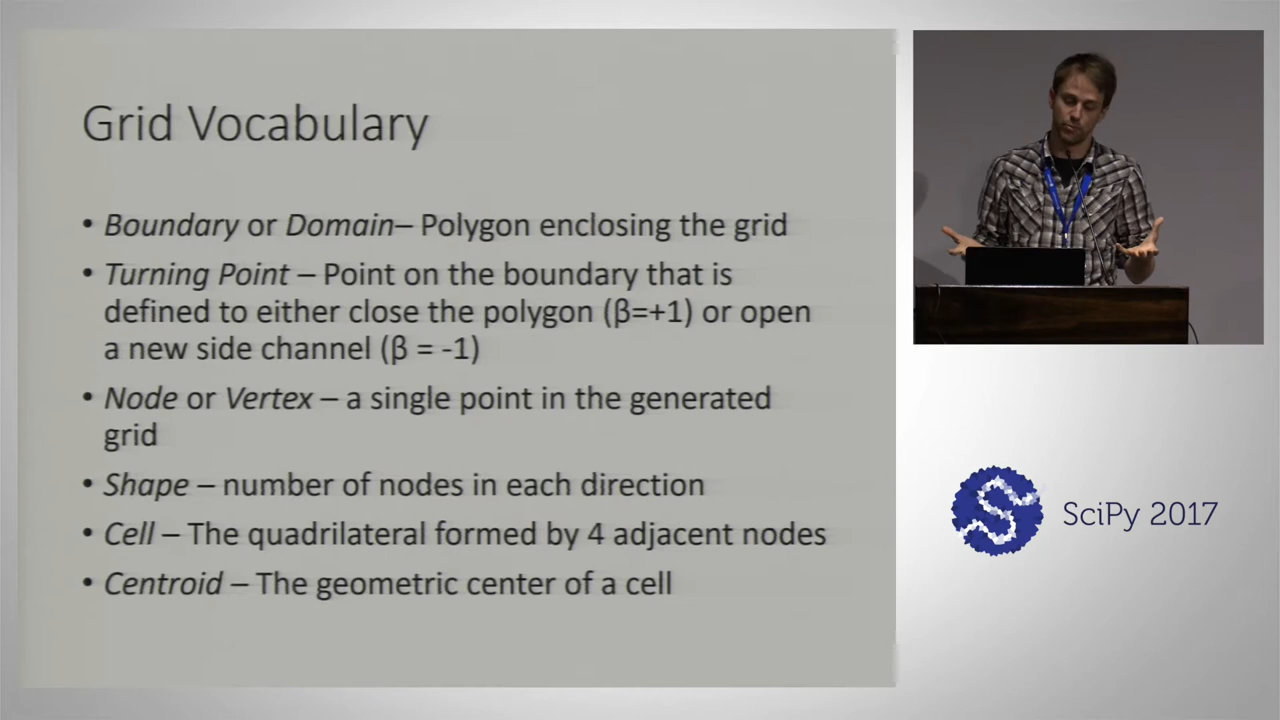 Grid Vocabulary
• Boundary or Domain– Polygon enclosing the grid
• Turning Point – Point on the boundary that is
defined to either close the polygon (β=+1) or open
a new side channel (β = -1)
• Node or Vertex – a single point in the generated
grid
• Shape – number of nodes in each direction
• Cell – The quadrilateral formed by 4 adjacent nodes
• Centroid – The geometric center of a cell
SciPy 2017